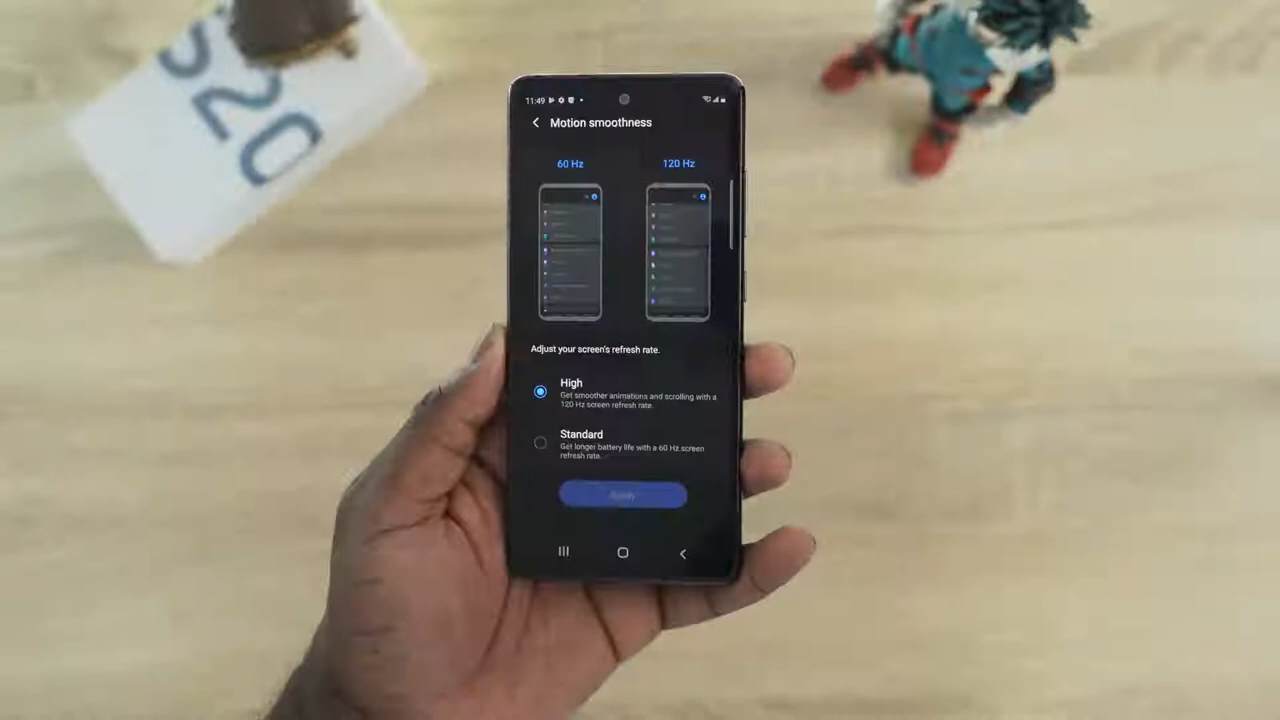 S20
11:49
Motion smoothness
60 Hz
120 Hz
Adjust your screen's refresh rate.
High
Get smoother animations and scrolling with a
120 Hz screen refresh rate.
Standard
Get longer battery life with a 60 Hz screen
refresh rate.
Apply